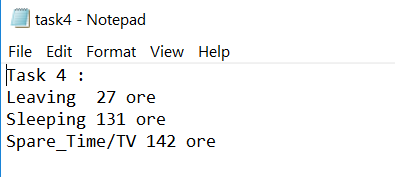 task4 - Notepad
File Edit Format View Help
Task 4 :
Leaving  27 ore
Sleeping 131 ore
Spare_Time/TV 142 ore